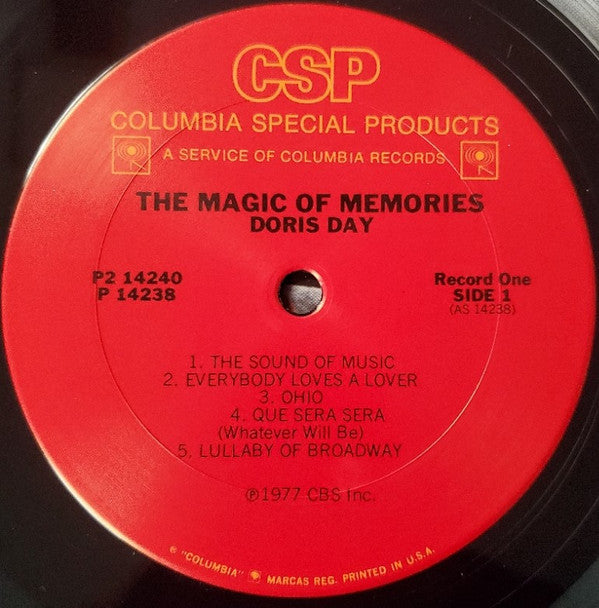 CSP
COLUMBIA SPECIAL PRODUCTS
A SERVICE OF COLUMBIA RECORDS
THE MAGIC OF MEMORIES
DORIS DAY
P2 14240
P 14238
Record One
SIDE 1
(AS 14238)
1. THE SOUND OF MUSIC
2. EVERYBODY LOVES A LOVER
3. OHIO
4. QUE SERA SERA
(Whatever Will Be)
5. LULLABY OF BROADWAY
℗1977 CBS Inc.
® "COLUMBIA" MARCAS REG. PRINTED IN U.S.A.